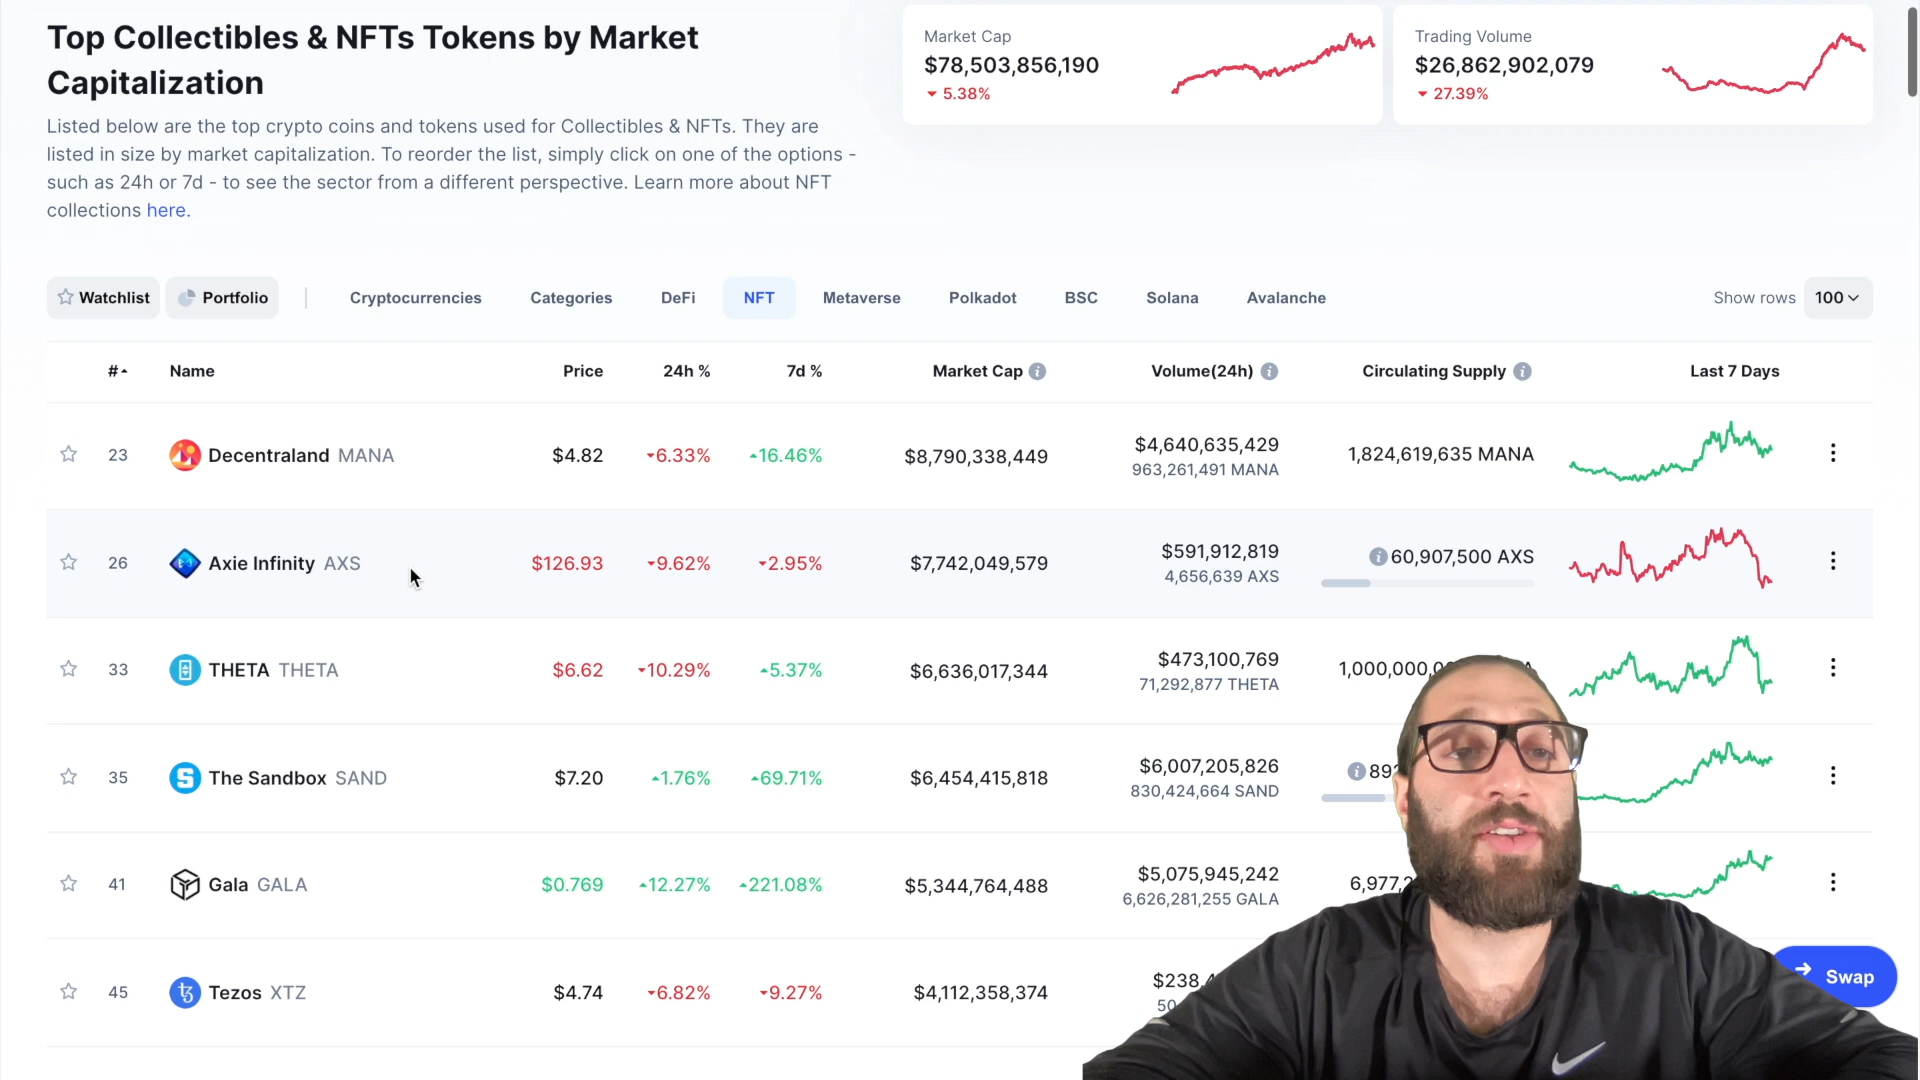 Top Collectibles & NFTs Tokens by Market
Capitalization
Listed below are the top crypto coins and tokens used for Collectibles & NFTs. They are
listed in size by market capitalization. To reorder the list, simply click on one of the options -
such as 24h or 7d - to see the sector from a different perspective. Learn more about NFT
collections here.
Market Cap
$78,503,856,190
5.38%
Trading Volume
$26,862,902,079
27.39%
Watchlist Portfolio Cryptocurrencies Categories DeFi NFT Metaverse Polkadot BSC Solana Avalanche Show rows 100
# Name Price 24h % 7d % Market Cap Volume(24h) Circulating Supply Last 7 Days
23 Decentraland MANA $4.82 6.33% 16.46% $8,790,338,449 $4,640,635,429 1,824,619,635 MANA
963,261,491 MANA
26 Axie Infinity AXS $126.93 9.62% 2.95% $7,742,049,579 $591,912,819 60,907,500 AXS
4,656,639 AXS
33 THETA THETA $6.62 10.29% 5.37% $6,636,017,344 $473,100,769
71,292,877 THETA
35 The Sandbox SAND $7.20 1.76% 69.71% $6,454,415,818 $6,007,205,826
830,424,664 SAND
41 Gala GALA $0.769 12.27% 221.08% $5,344,764,488 $5,075,945,242
6,626,281,255 GALA
45 Tezos XTZ $4.74 6.82% 9.27% $4,112,358,374
Swap